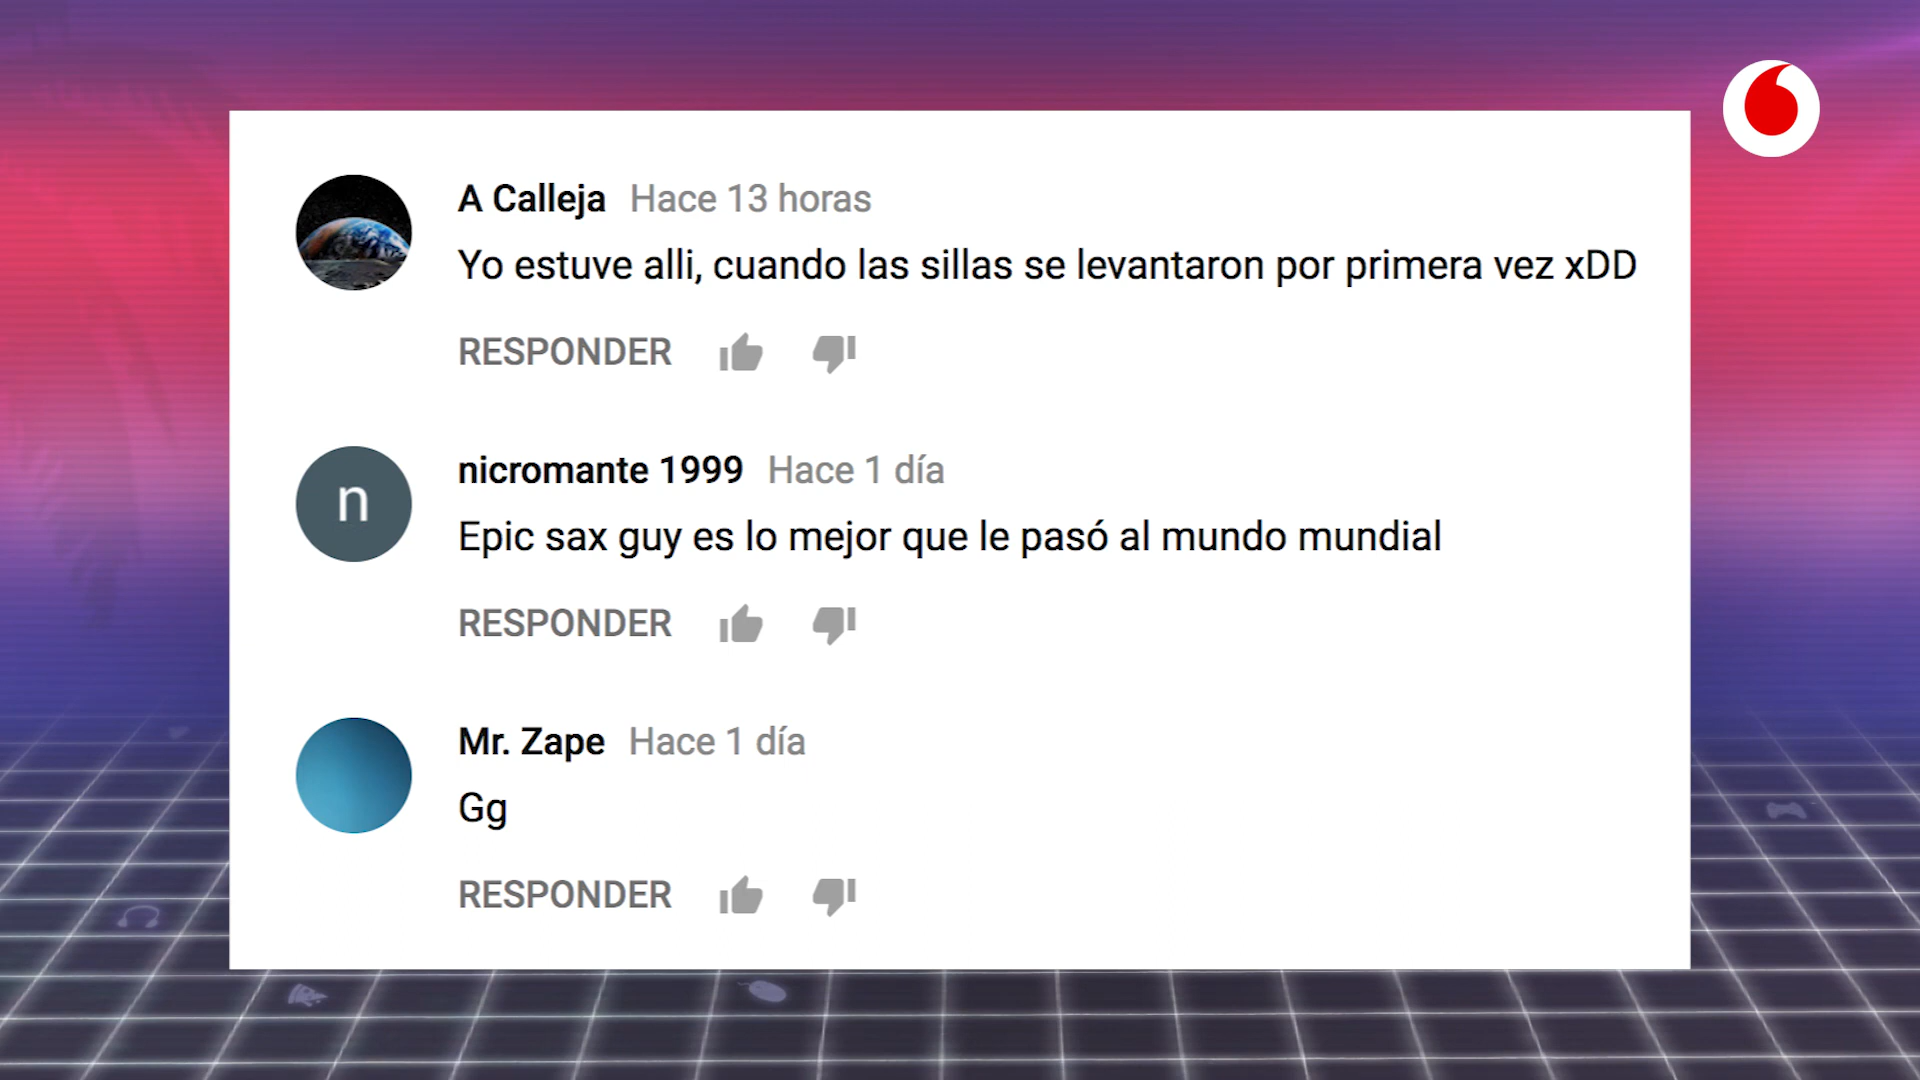 A Calleja Hace 13 horas
Yo estuve alli, cuando las sillas se levantaron por primera vez xDD
RESPONDER
n
nicromante 1999 Hace 1 día
Epic sax guy es lo mejor que le pasó al mundo mundial
RESPONDER
Mr. Zape Hace 1 día
Gg
RESPONDER